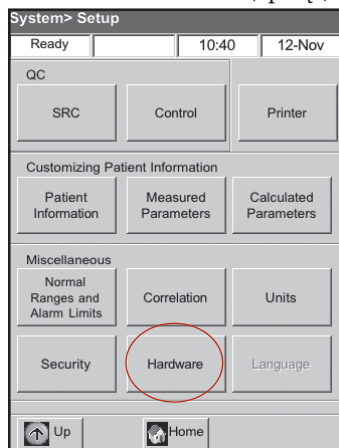 System> Setup
Ready 10:40 12-Nov
QC
SRC Control Printer
Customizing Patient Information
Patient Information
Measured Parameters
Calculated Parameters
Miscellaneous
Normal Ranges and Alarm Limits
Correlation
Units
Security Hardware Language
Up Home